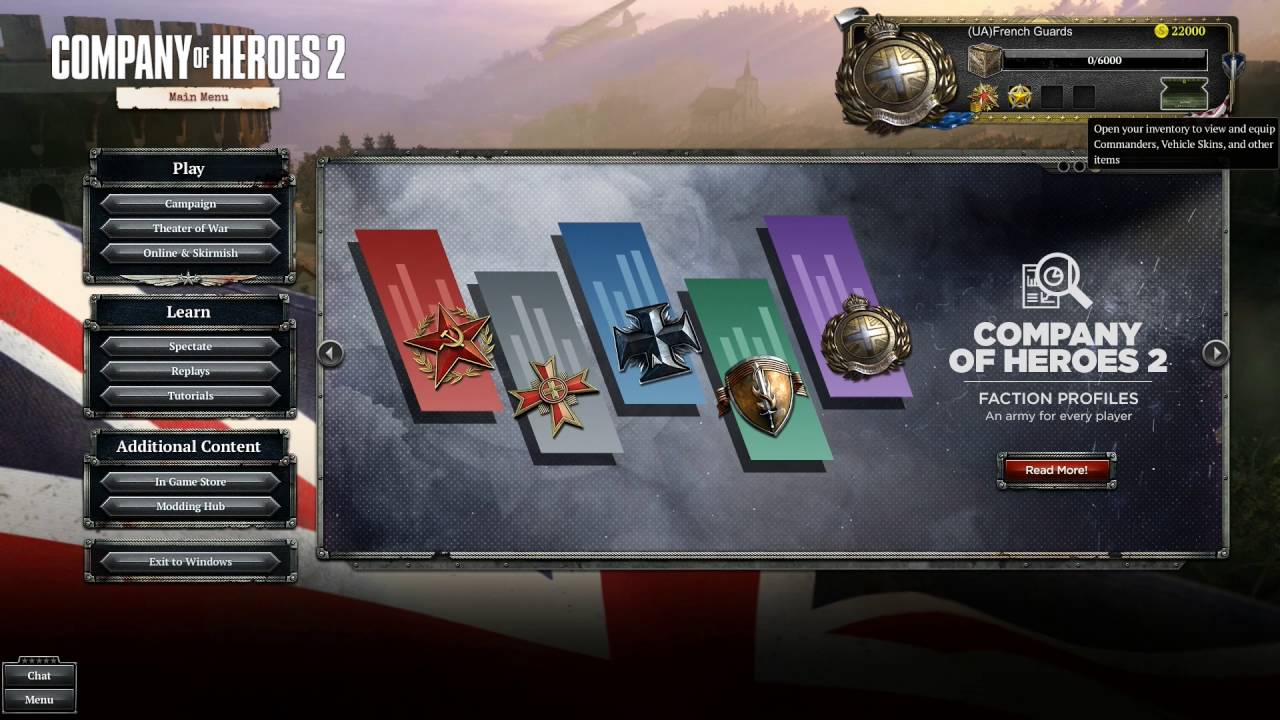 COMPANY OF HEROES 2
Main Menu
(UA)French Guards
22000
0/6000
Open your inventory to view and equip
Commanders, Vehicle Skins, and other
items
Play
Campaign
Theater of War
Online & Skirmish
Learn
Spectate
Replays
Tutorials
Additional Content
In Game Store
Modding Hub
Exit to Windows
COMPANY
OF HEROES 2
FACTION PROFILES
An army for every player
Read More!
Chat
Menu